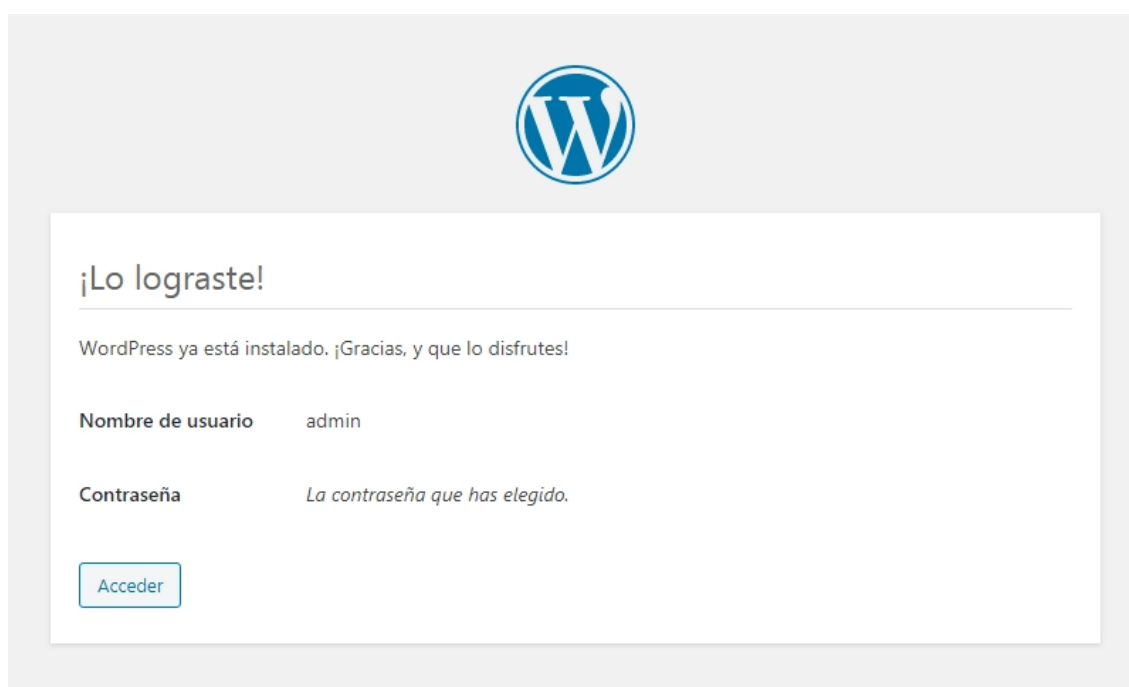 ¡Lo lograste!
WordPress ya está instalado. ¡Gracias, y que lo disfrutes!
Nombre de usuario admin
Contraseña La contraseña que has elegido.
Acceder